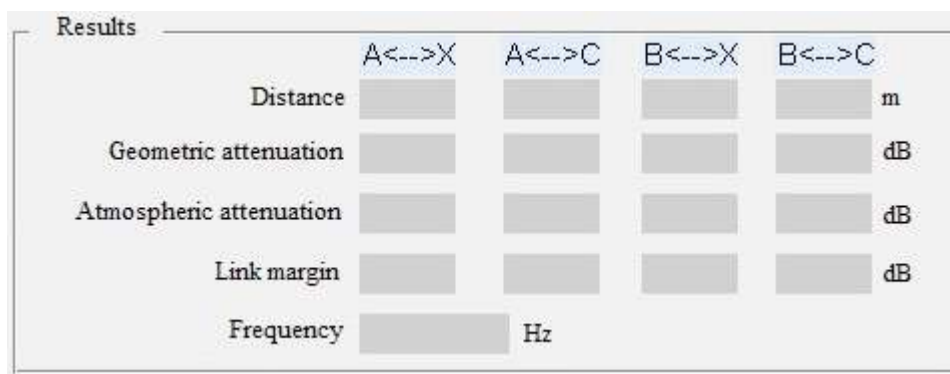 Results
A<-->X A<-->C B<-->X B<-->C
Distance m
Geometric attenuation dB
Atmospheric attenuation dB
Link margin dB
Frequency Hz